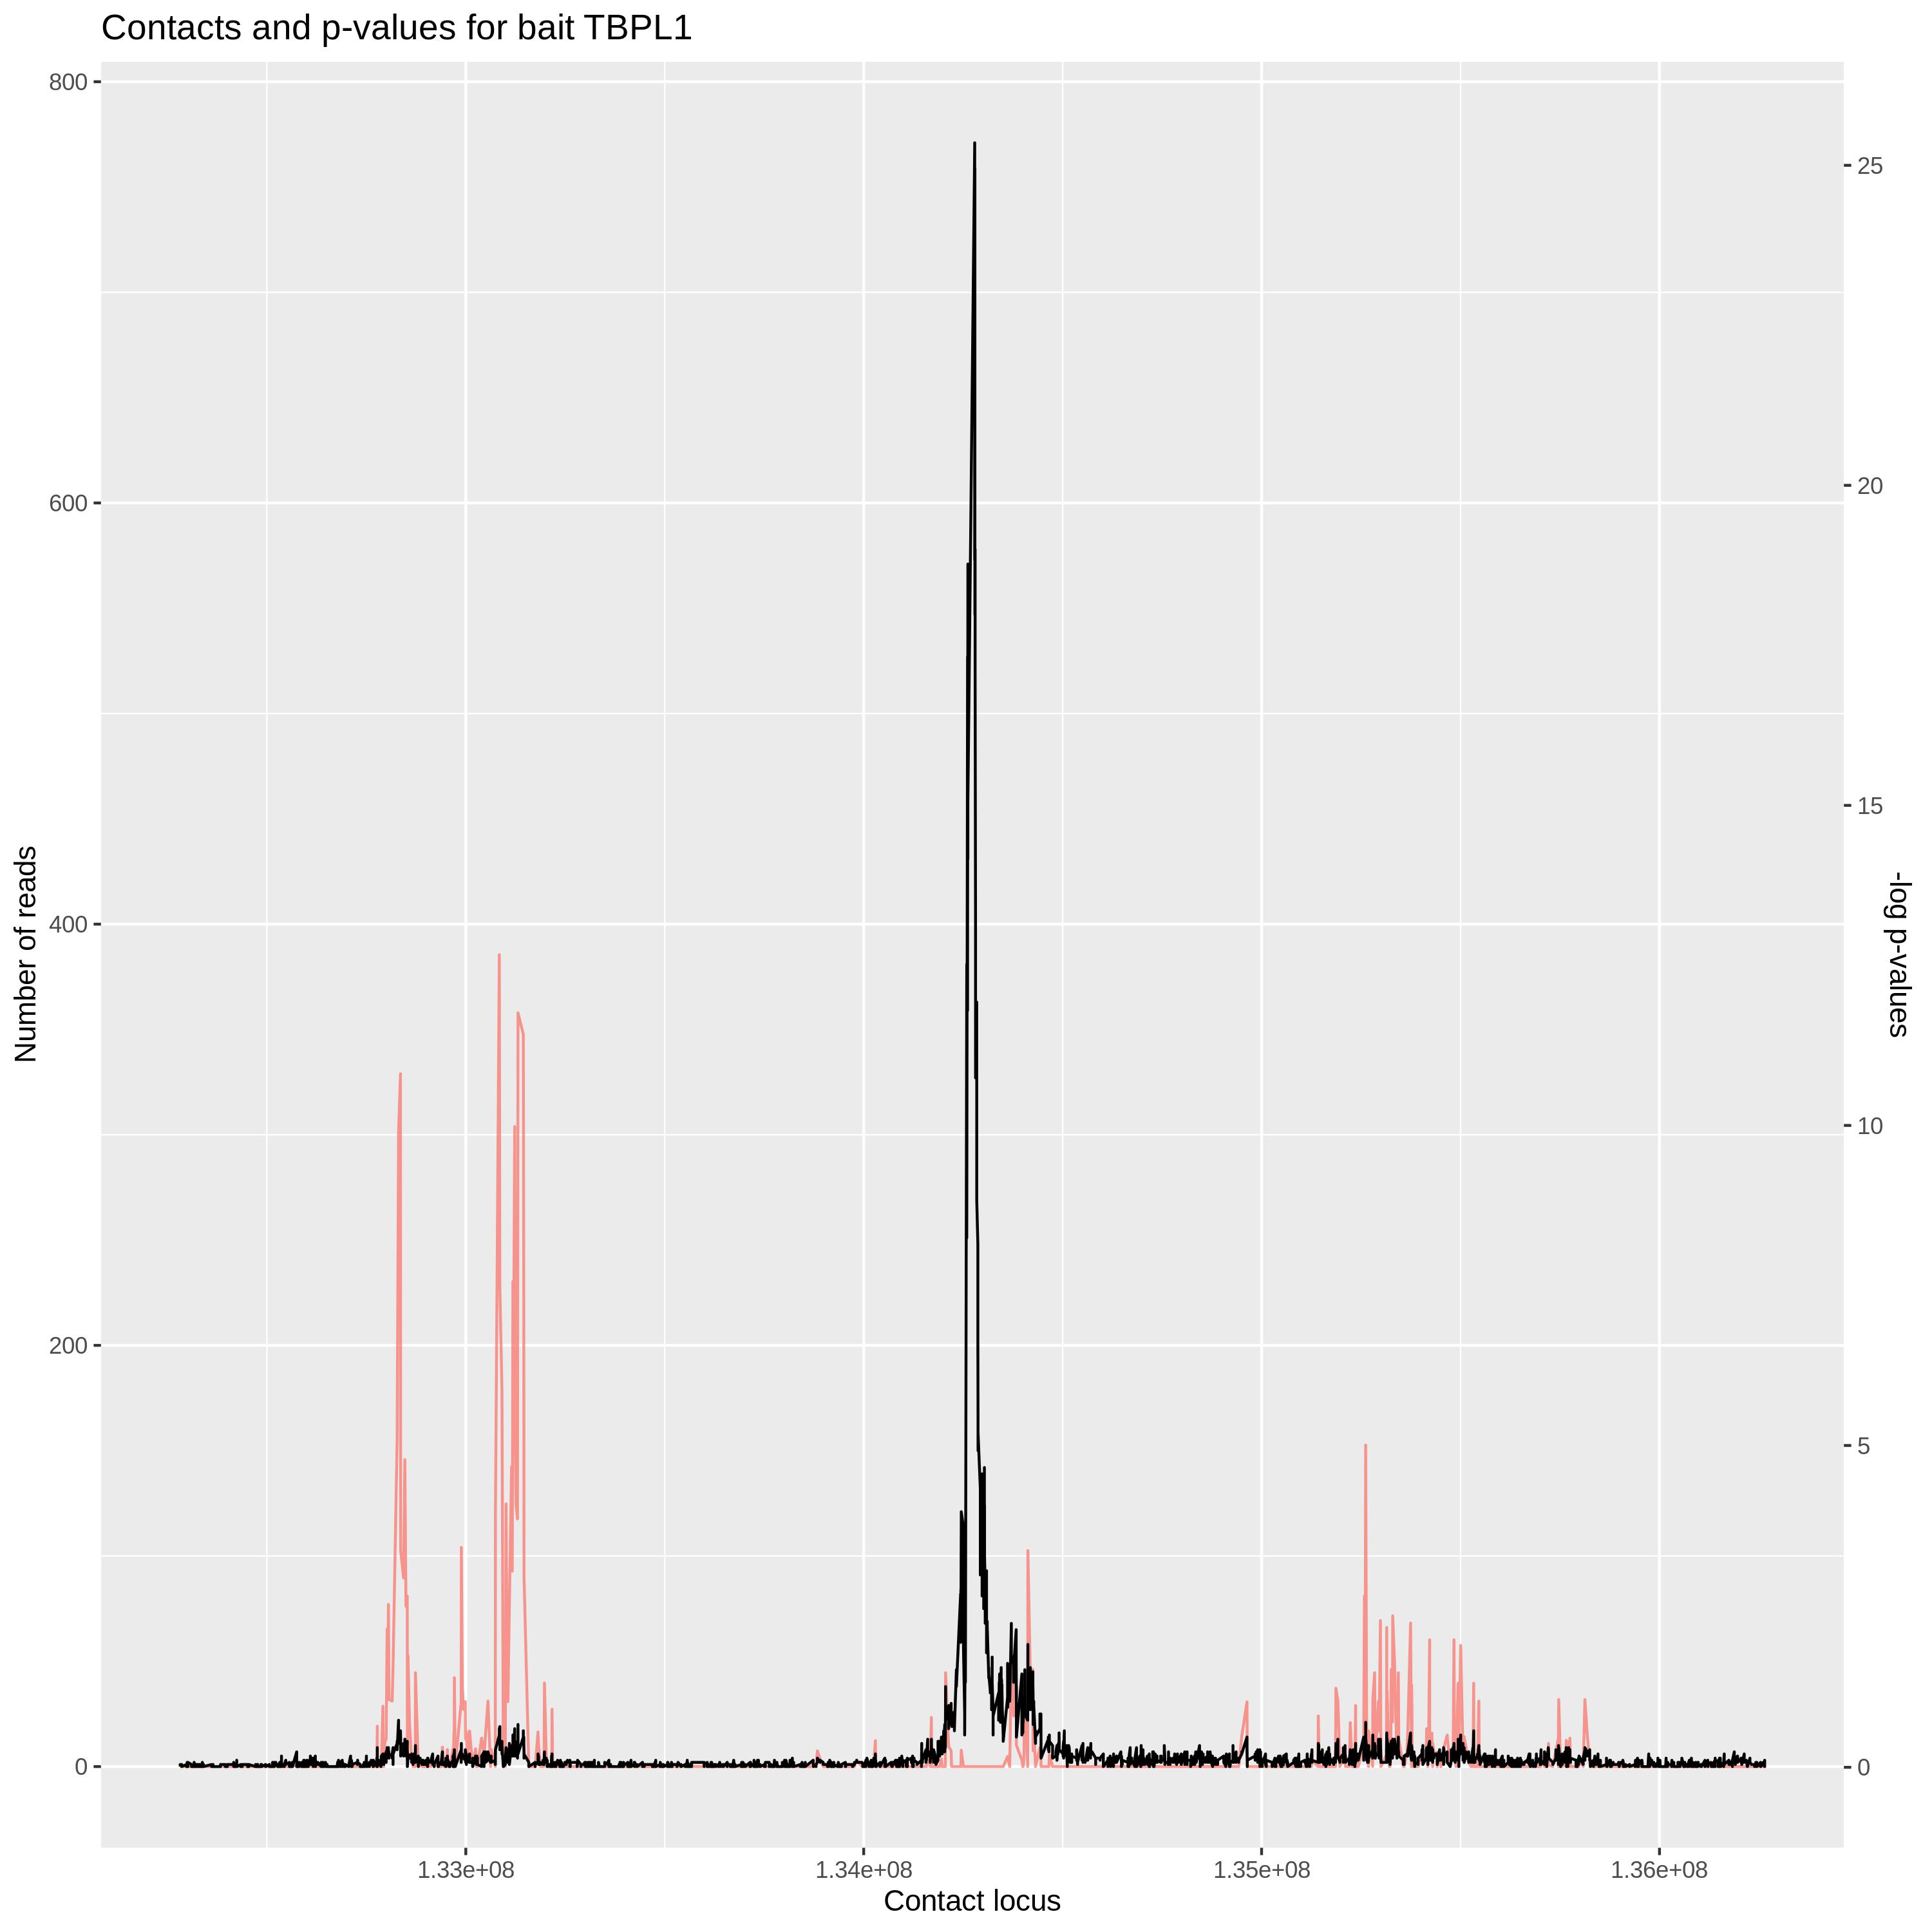 Contacts and p-values for bait TBPL1
800
600
400
200
0
Number of reads
25
20
15
10
5
0
-log p-values
1.33e+08
1.34e+08
1.35e+08
1.36e+08
Contact locus